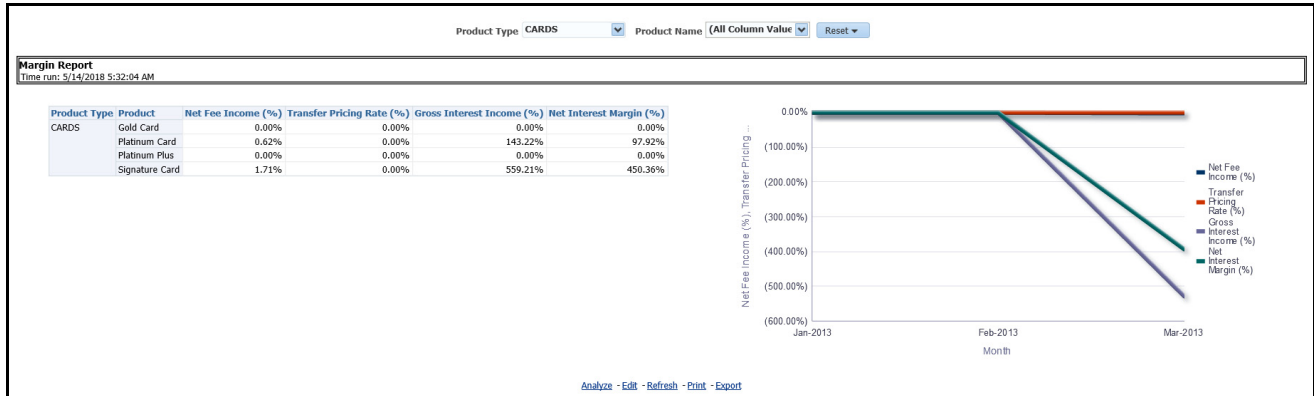 Product Type CARDS Product Name (All Column Value Reset
Margin Report
Time run: 5/14/2018 5:32:04 AM
Product Type Product Net Fee Income (%) Transfer Pricing Rate (%) Gross Interest Income (%) Net Interest Margin (%)
CARDS Gold Card 0.00% 0.00% 0.00% 0.00%
Platinum Card 0.62% 0.00% 143.22% 97.92%
Platinum Plus 0.00% 0.00% 0.00% 0.00%
Signature Card 1.71% 0.00% 559.21% 450.36%
Net Fee Income (%), Transfer Pricing ...
0.00%
(100.00%)
(200.00%)
(300.00%)
(400.00%)
(500.00%)
(600.00%)
Jan-2013 Feb-2013 Mar-2013
Month
Net Fee
Income (%)
Transfer
Pricing
Rate (%)
Gross
Interest
Income (%)
Net
Interest
Margin (%)
Analyze - Edit - Refresh - Print - Export